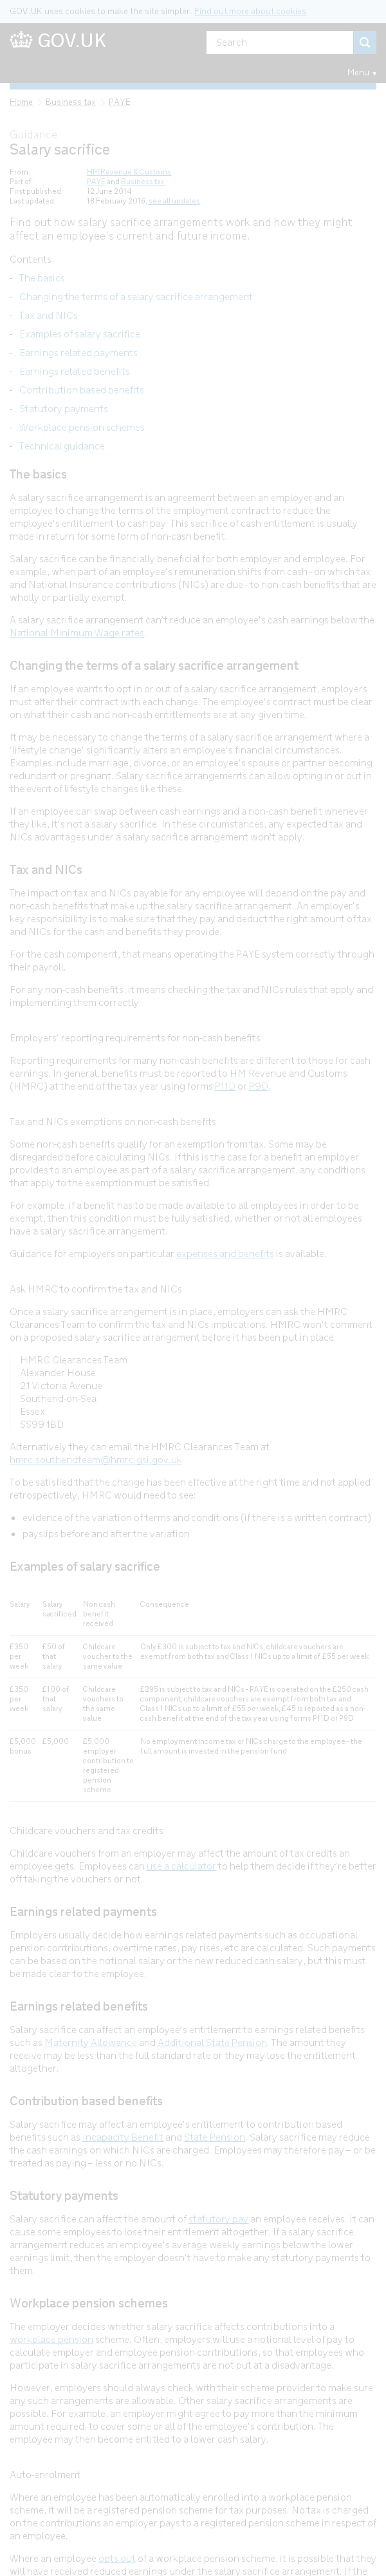 GOV.UK uses cookies to make the site simpler. Find out more about cookies
GOV.UK
Search
Menu ▾
Home > Business tax > PAYE
Guidance
Salary sacrifice
From: HM Revenue & Customs
Part of: PAYE and Business tax
First published: 12 June 2014
Last updated: 18 February 2016, see all updates
Find out how salary sacrifice arrangements work and how they might
affect an employee's current and future income.
Contents
- The basics
- Changing the terms of a salary sacrifice arrangement
- Tax and NICs
- Examples of salary sacrifice
- Earnings related payments
- Earnings related benefits
- Contribution based benefits
- Statutory payments
- Workplace pension schemes
- Technical guidance
The basics
A salary sacrifice arrangement is an agreement between an employer and an
employee to change the terms of the employment contract to reduce the
employee's entitlement to cash pay. This sacrifice of cash entitlement is usually
made in return for some form of non-cash benefit.
Salary sacrifice can be financially beneficial for both employer and employee. For
example, when part of an employee's remuneration shifts from cash - on which tax
and National Insurance contributions (NICs) are due - to non-cash benefits that are
wholly or partially exempt.
A salary sacrifice arrangement can't reduce an employee's cash earnings below the
National Minimum Wage rates.
Changing the terms of a salary sacrifice arrangement
If an employee wants to opt in or out of a salary sacrifice arrangement, employers
must alter their contract with each change. The employee's contract must be clear
on what their cash and non-cash entitlements are at any given time.
It may be necessary to change the terms of a salary sacrifice arrangement where a
'lifestyle change' significantly alters an employee's financial circumstances.
Examples include marriage, divorce, or an employee's spouse or partner becoming
redundant or pregnant. Salary sacrifice arrangements can allow opting in or out in
the event of lifestyle changes like these.
If an employee can swap between cash earnings and a non-cash benefit whenever
they like, it's not a salary sacrifice. In these circumstances, any expected tax and
NICs advantages under a salary sacrifice arrangement won't apply.
Tax and NICs
The impact on tax and NICs payable for any employee will depend on the pay and
non-cash benefits that make up the salary sacrifice arrangement. An employer's
key responsibility is to make sure that they pay and deduct the right amount of tax
and NICs for the cash and benefits they provide.
For the cash component, that means operating the PAYE system correctly through
their payroll.
For any non-cash benefits, it means checking the tax and NICs rules that apply and
implementing them correctly.
Employers' reporting requirements for non-cash benefits
Reporting requirements for many non-cash benefits are different to those for cash
earnings. In general, benefits must be reported to HM Revenue and Customs
(HMRC) at the end of the tax year using forms P11D or P9D.
Tax and NICs exemptions on non-cash benefits
Some non-cash benefits qualify for an exemption from tax. Some may be
disregarded before calculating NICs. If this is the case for a benefit an employer
provides to an employee as part of a salary sacrifice arrangement, any conditions
that apply to the exemption must be satisfied.
For example, if a benefit has to be made available to all employees in order to be
exempt, then this condition must be fully satisfied, whether or not all employees
have a salary sacrifice arrangement.
Guidance for employers on particular expenses and benefits is available.
Ask HMRC to confirm the tax and NICs
Once a salary sacrifice arrangement is in place, employers can ask the HMRC
Clearances Team to confirm the tax and NICs implications. HMRC won't comment
on a proposed salary sacrifice arrangement before it has been put in place.
HMRC Clearances Team
Alexander House
21 Victoria Avenue
Southend-on-Sea
Essex
SS99 1BD
Alternatively they can email the HMRC Clearances Team at
hmrc.southendteam@hmrc.gsi.gov.uk.
To be satisfied that the change has been effective at the right time and not applied
retrospectively, HMRC would need to see:
• evidence of the variation of terms and conditions (if there is a written contract)
• payslips before and after the variation
Examples of salary sacrifice
Salary Salary sacrificed Non cash benefit received Consequence
£350 per week £50 of that salary Childcare voucher to the same value Only £300 is subject to tax and NICs, childcare vouchers are exempt from both tax and Class 1 NICs up to a limit of £55 per week
£350 per week £100 of that salary Childcare vouchers to the same value £295 is subject to tax and NICs - PAYE is operated on the £250 cash component, childcare vouchers are exempt from both tax and Class 1 NICs up to a limit of £55 per week, £45 is reported as a non-cash benefit at the end of the tax year using forms P11D or P9D
£5,000 bonus £5,000 £5,000 employer contribution to registered pension scheme No employment income tax or NICs charge to the employee - the full amount is invested in the pension fund
Childcare vouchers and tax credits
Childcare vouchers from an employer may affect the amount of tax credits an
employee gets. Employees can use a calculator to help them decide if they're better
off taking the vouchers or not.
Earnings related payments
Employers usually decide how earnings related payments such as occupational
pension contributions, overtime rates, pay rises, etc are calculated. Such payments
can be based on the notional salary or the new reduced cash salary, but this must
be made clear to the employee.
Earnings related benefits
Salary sacrifice can affect an employee's entitlement to earnings related benefits
such as Maternity Allowance and Additional State Pension. The amount they
receive may be less than the full standard rate or they may lose the entitlement
altogether.
Contribution based benefits
Salary sacrifice may affect an employee's entitlement to contribution based
benefits such as Incapacity Benefit and State Pension. Salary sacrifice may reduce
the cash earnings on which NICs are charged. Employees may therefore pay – or be
treated as paying – less or no NICs.
Statutory payments
Salary sacrifice can affect the amount of statutory pay an employee receives. It can
cause some employees to lose their entitlement altogether. If a salary sacrifice
arrangement reduces an employee's average weekly earnings below the lower
earnings limit, then the employer doesn't have to make any statutory payments to
them.
Workplace pension schemes
The employer decides whether salary sacrifice affects contributions into a
workplace pension scheme. Often, employers will use a notional level of pay to
calculate employer and employee pension contributions, so that employees who
participate in salary sacrifice arrangements are not put at a disadvantage.
However, employers should always check with their scheme provider to make sure
any such arrangements are allowable. Other salary sacrifice arrangements are
possible. For example, an employer might agree to pay more than the minimum
amount required, to cover some or all of the employee's contribution. The
employee may then become entitled to a lower cash salary.
Auto-enrolment
Where an employee has been automatically enrolled into a workplace pension
scheme, it will be a registered pension scheme for tax purposes. No tax is charged
on the contributions an employer pays to a registered pension scheme in respect of
an employee.
Where an employee opts out of a workplace pension scheme, it is possible that they
will have received reduced earnings under the salary sacrifice arrangement. If the